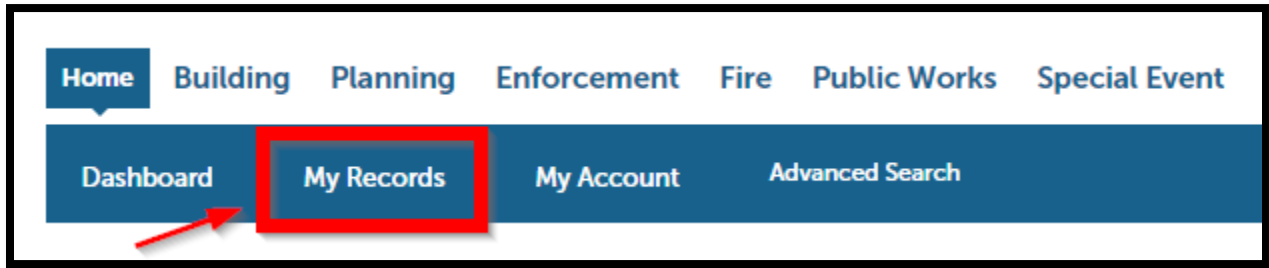 Home Building Planning Enforcement Fire Public Works Special Event
Dashboard My Records My Account Advanced Search